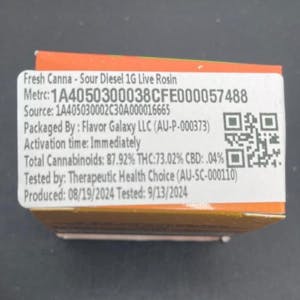 Fresh Canna - Sour Diesel 1G Live Rosin
Metrc: 1A4050300038CFE000057488
Source: 1A405030002C30A000016665
Packaged By : Flavor Galaxy LLC (AU-P-000373)
Activation time: Immediately
Total Cannabinoids: 87.92% THC:73.02% CBD: .04%
Tested by: Therapeutic Health Choice (AU-SC-000110)
Produced: 08/19/2024 Tested: 9/13/2024